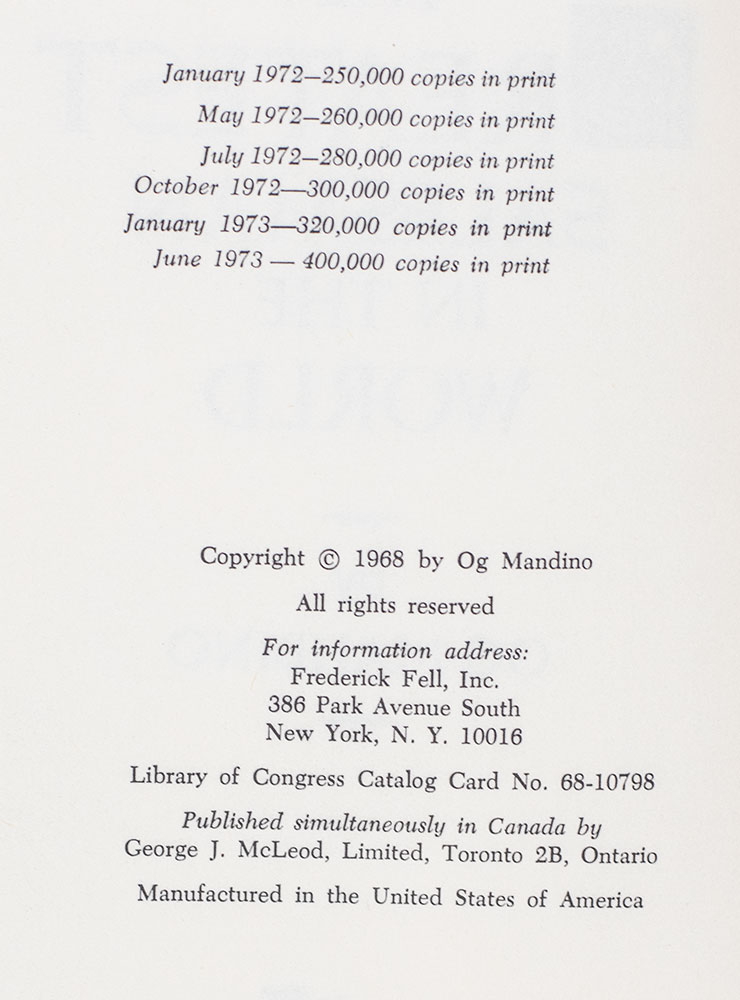 January 1972—250,000 copies in print
May 1972—260,000 copies in print
July 1972—280,000 copies in print
October 1972—300,000 copies in print
January 1973—320,000 copies in print
June 1973 — 400,000 copies in print
IN THE
WORLD
Copyright © 1968 by Og Mandino
All rights reserved
For information address:
Frederick Fell, Inc.
386 Park Avenue South
New York, N. Y. 10016
Library of Congress Catalog Card No. 68-10798
Published simultaneously in Canada by
George J. McLeod, Limited, Toronto 2B, Ontario
Manufactured in the United States of America